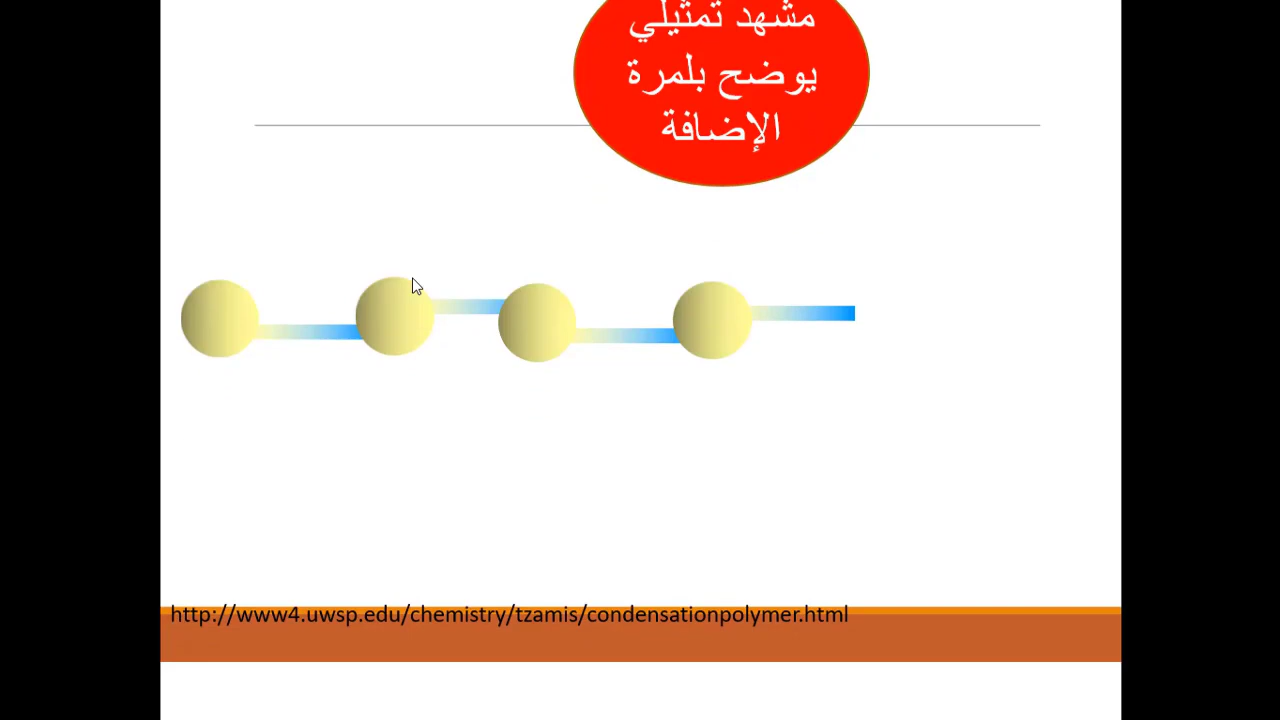 مشهد تمثيلي
يوضح بلمرة
الإضافة
http://www4.uwsp.edu/chemistry/tzamis/condensationpolymer.html